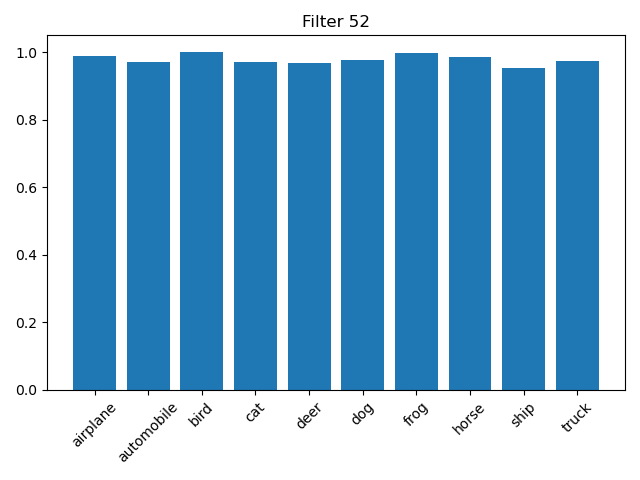 Filter 52
1.0
0.8
0.6
0.4
0.2
0.0
airplane
automobile
bird
cat
deer
dog
frog
horse
ship
truck